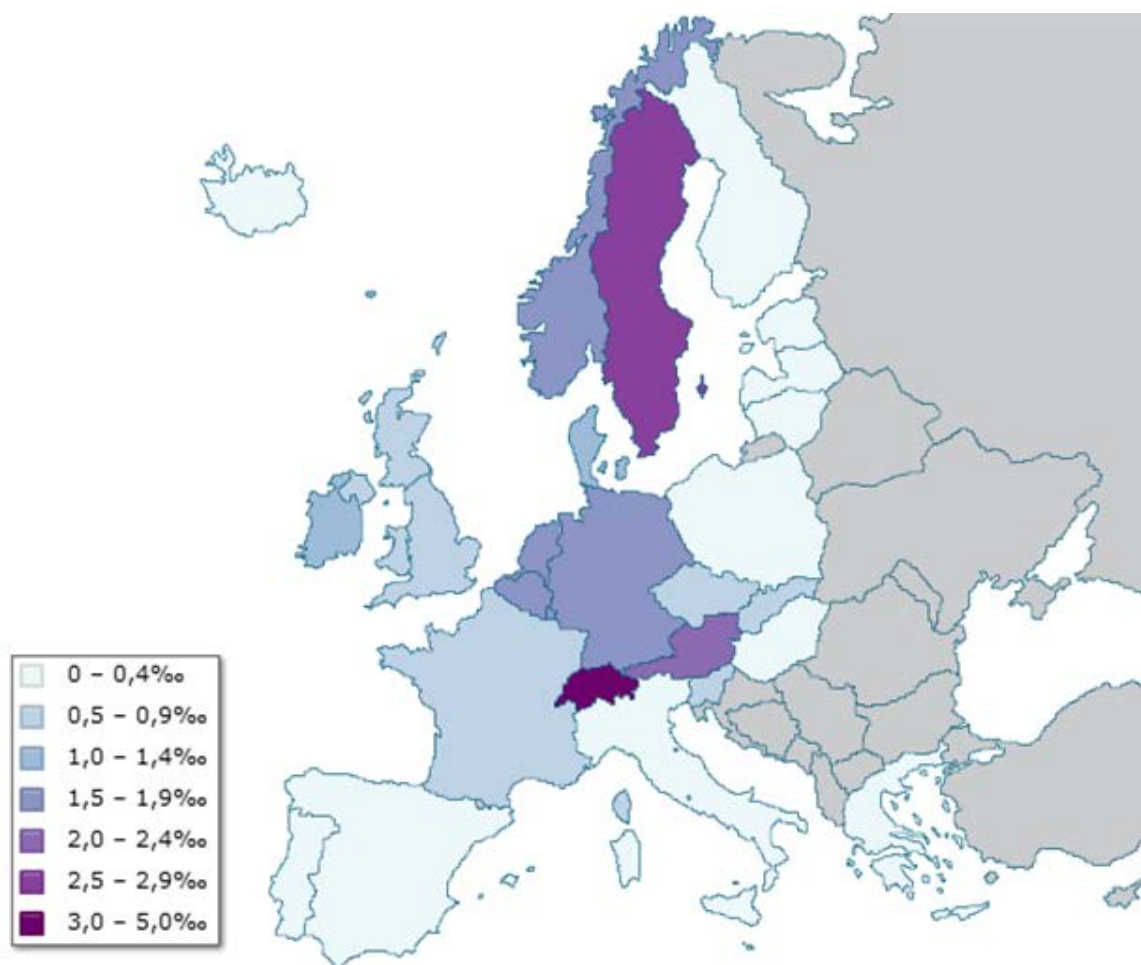 0 – 0,4‰
0,5 – 0,9‰
1,0 – 1,4‰
1,5 – 1,9‰
2,0 – 2,4‰
2,5 – 2,9‰
3,0 – 5,0‰